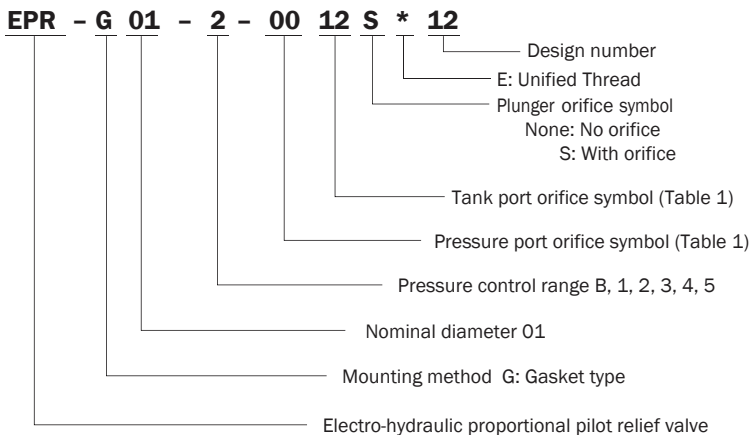 EPR – G 01 – 2 – 00 12 S * 12
Design number
E: Unified Thread
Plunger orifice symbol
None: No orifice
S: With orifice
Tank port orifice symbol (Table 1)
Pressure port orifice symbol (Table 1)
Pressure control range B, 1, 2, 3, 4, 5
Nominal diameter 01
Mounting method G: Gasket type
Electro-hydraulic proportional pilot relief valve